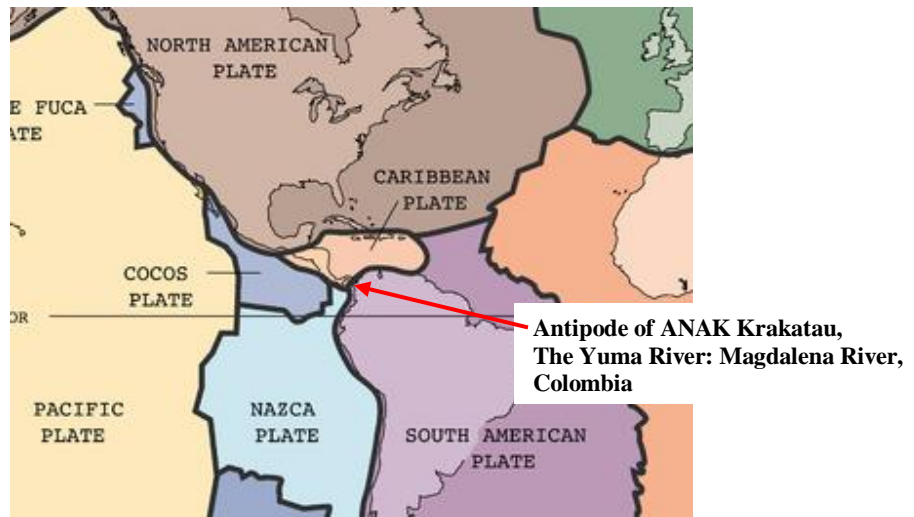 NORTH AMERICAN
PLATE
E FUCA
ATE
CARIBBEAN
PLATE
COCOS
PLATE
OR
Antipode of ANAK Krakatau,
The Yuma River: Magdalena River,
Colombia
PACIFIC
PLATE
NAZCA
PLATE
SOUTH AMERICAN
PLATE